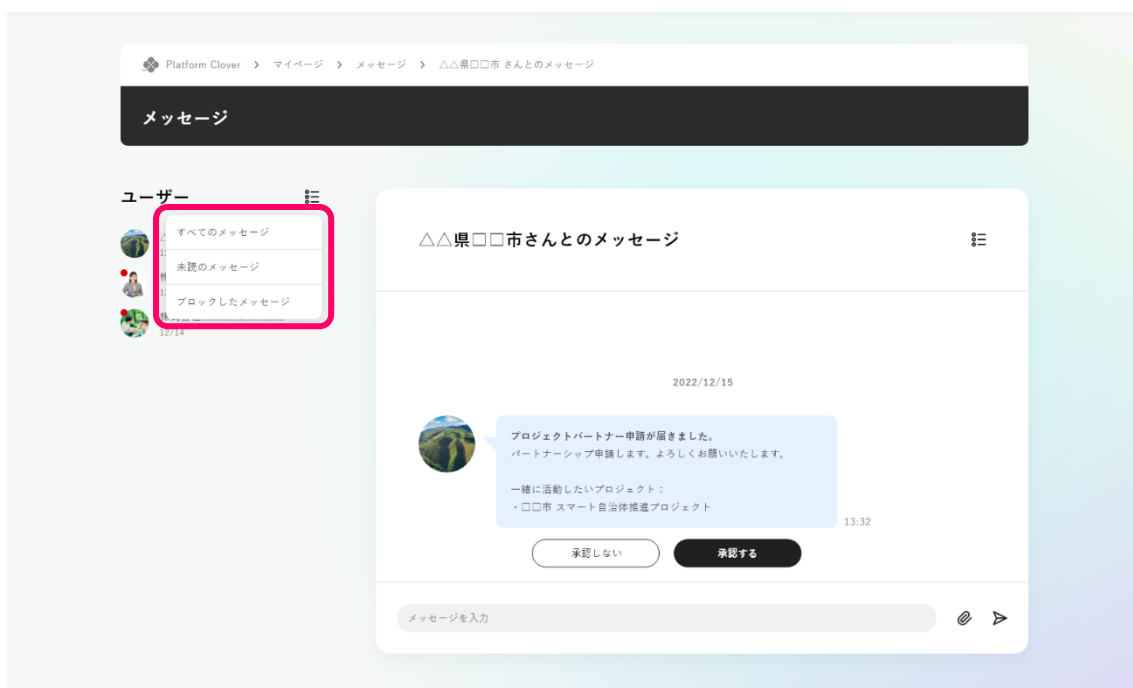 Platform Clover > マイページ > メッセージ > △△県□□市 さんとのメッセージ
メッセージ
ユーザー
すべてのメッセージ
未読のメッセージ
ブロックしたメッセージ
12/14
△△県□□市さんとのメッセージ
2022/12/15
プロジェクトパートナー申請が届きました。
パートナーシップ申請します。よろしくお願いいたします。
一緒に活動したいプロジェクト：
・□□市 スマート自治体推進プロジェクト
13:32
承認しない
承認する
メッセージを入力